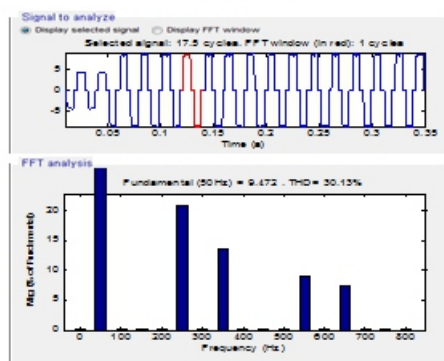 Signal to analyze
Display selected signal Display FFT window
Selected signal: 17.5 cycles. FFT window (in red): 1 cycles
5
0
-5
0.05 0.1 0.15 0.2 0.25 0.3 0.35
Time (s)
FFT analysis
Fundamental (50Hz) = 9.472 , THD= 30.13%
20
15
10
5
0
Mag (% of Fundamental)
0 100 200 300 400 500 600 700 800
Frequency (Hz)